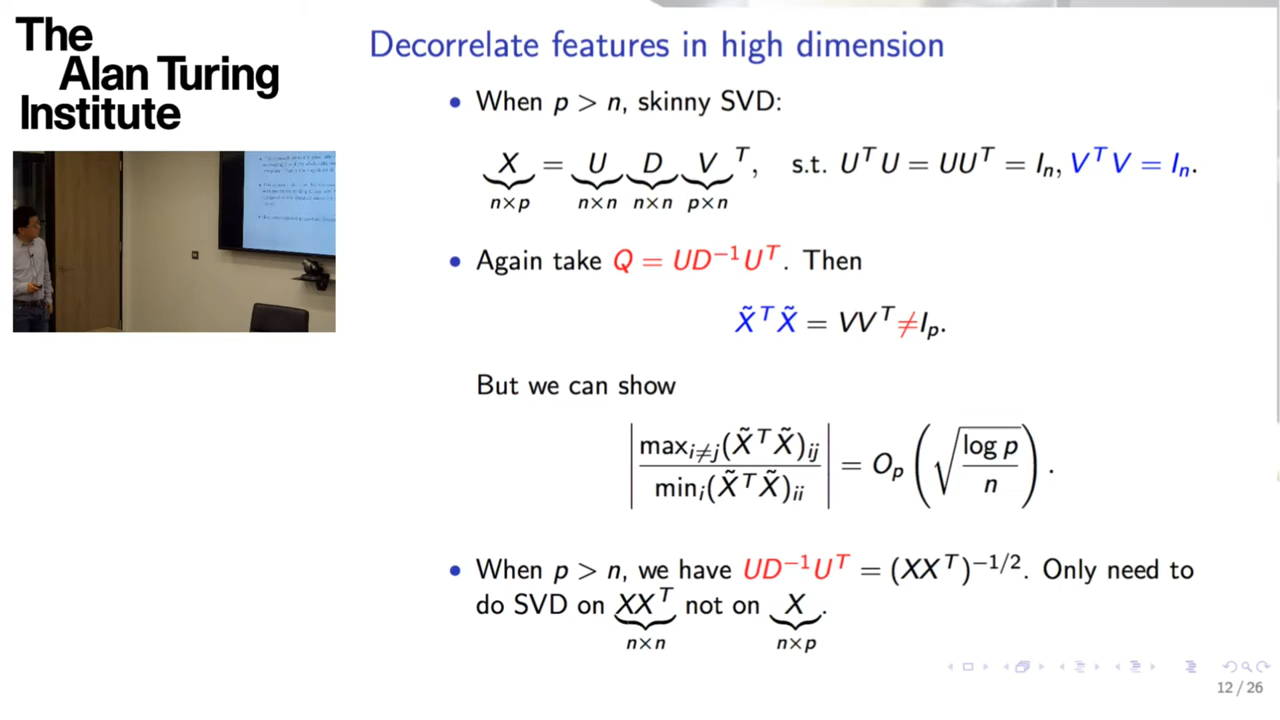 The
Alan Turing
Institute
Decorrelate features in high dimension
• When p > n, skinny SVD:
X = U D V^T, s.t. U^T U = UU^T = I_n, V^T V = I_n.
n×p n×n n×n p×n
• Again take Q = UD^{−1}U^T. Then
X̃^T X̃ = VV^T ≠ I_p.
But we can show
| max_{i≠j}(X̃^T X̃)_{ij} / min_i(X̃^T X̃)_{ii} | = O_p ( √(log p / n) ) .
• When p > n, we have UD^{−1}U^T = (XX^T)^{−1/2}. Only need to
do SVD on XX^T not on X .
n×n n×p
12 / 26